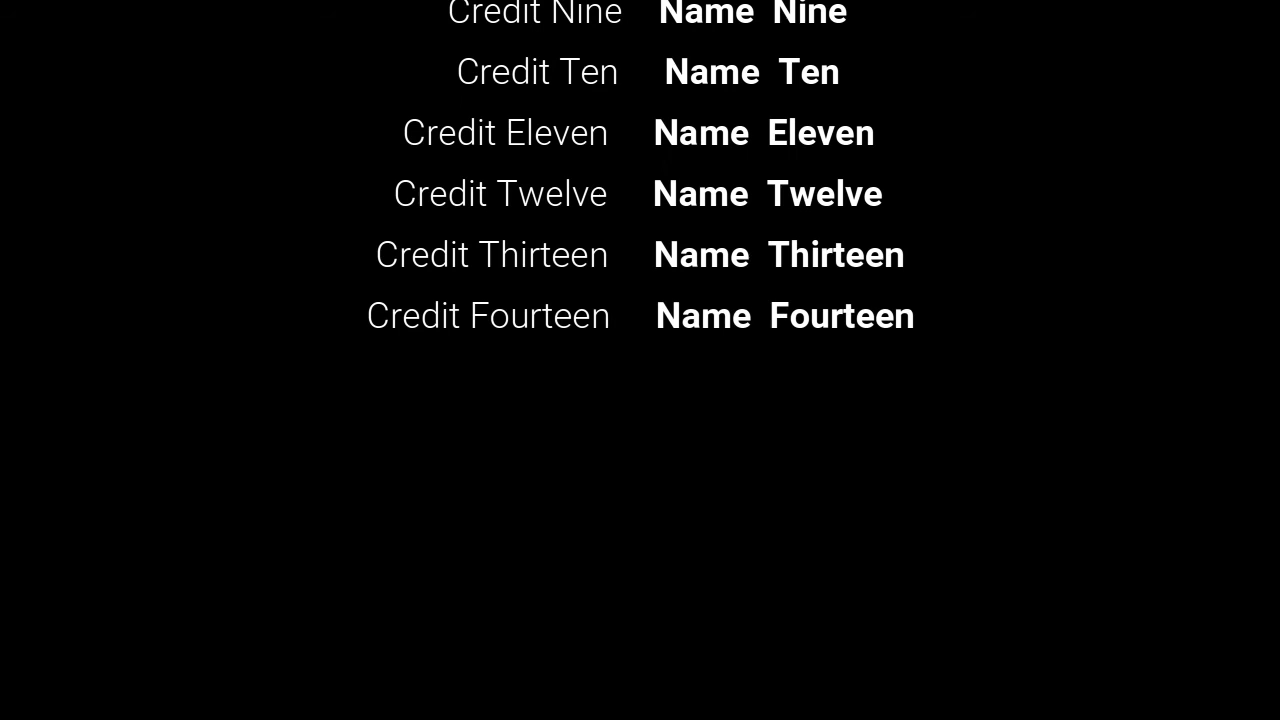 Credit Nine Name Nine
Credit Ten Name Ten
Credit Eleven Name Eleven
Credit Twelve Name Twelve
Credit Thirteen Name Thirteen
Credit Fourteen Name Fourteen